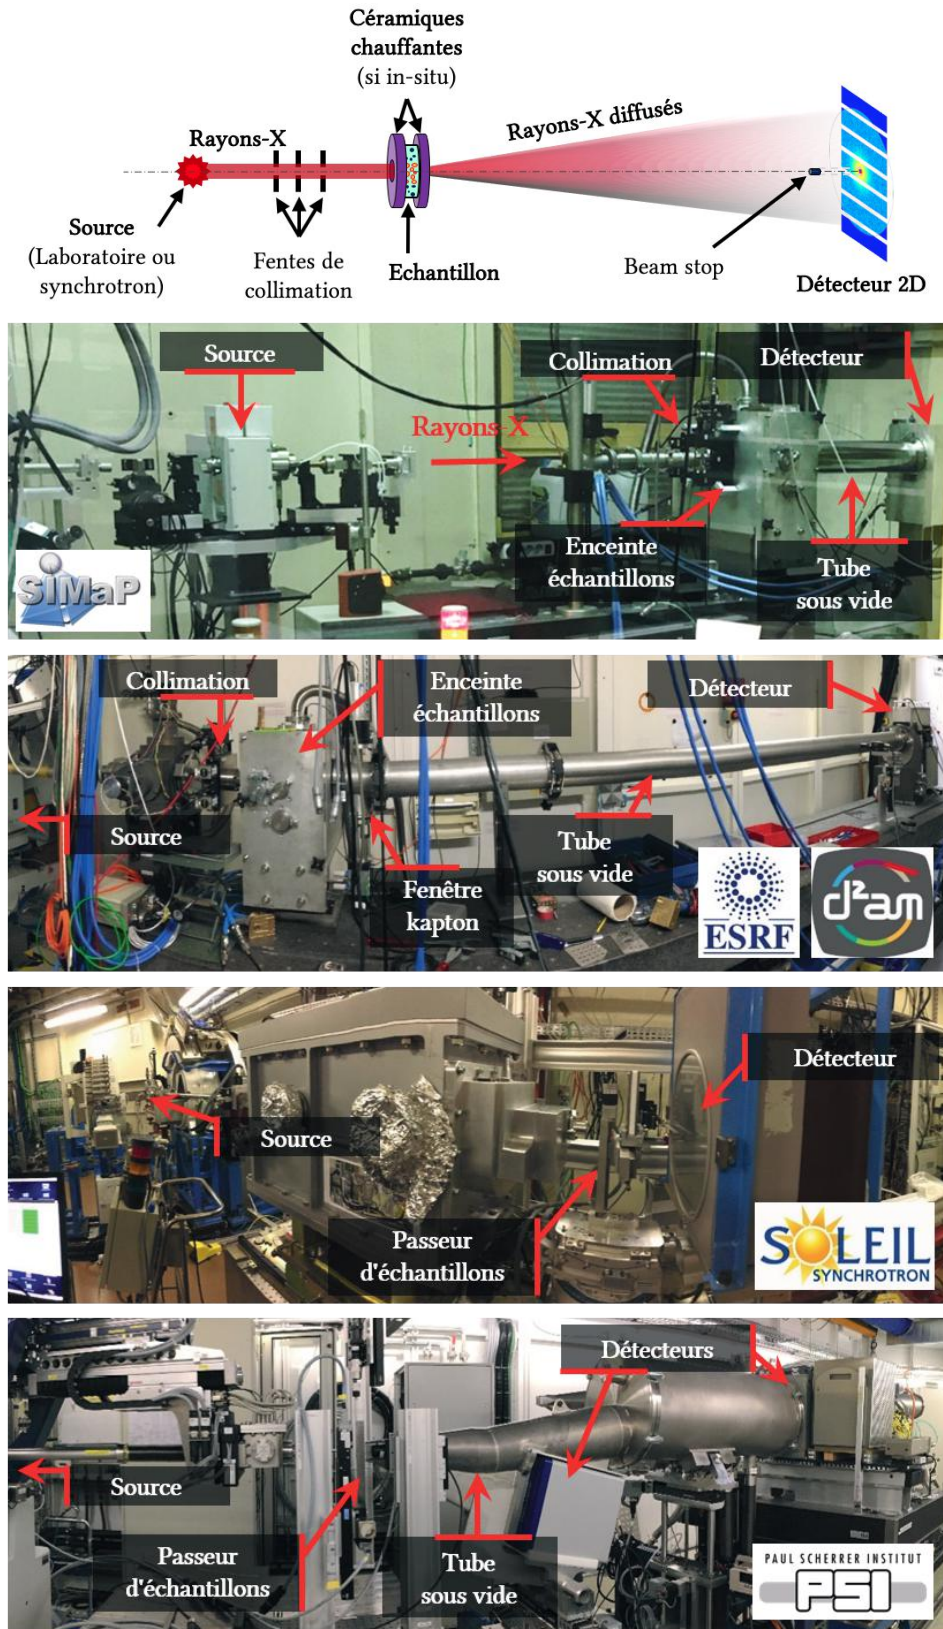 Céramiques
chauffantes
(si in-situ)
Rayons-X
Rayons-X diffusés
Source
(Laboratoire ou
synchrotron)
Fentes de
collimation
Echantillon
Beam stop
Détecteur 2D
Source
Collimation
Détecteur
Rayons-X
Enceinte
échantillons
Tube
sous vide
SIMaP
Collimation
Enceinte
échantillons
Détecteur
Source
Tube
sous vide
Fenêtre
kapton
ESRF
d2am
Détecteur
Source
Passeur
d'échantillons
SOLEIL
SYNCHROTRON
Détecteurs
Source
Passeur
d'échantillons
Tube
sous vide
PAUL SCHERRER INSTITUT
PSI